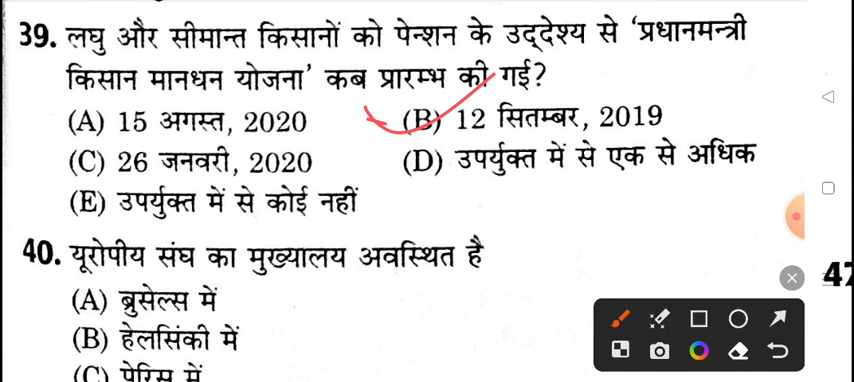 39. लघु और सीमान्त किसानों को पेन्शन के उद्देश्य से ‘प्रधानमन्त्री
किसान मानधन योजना’ कब प्रारम्भ की गई?
(A) 15 अगस्त, 2020 (B) 12 सितम्बर, 2019
(C) 26 जनवरी, 2020 (D) उपर्युक्त में से एक से अधिक
(E) उपर्युक्त में से कोई नहीं
40. यूरोपीय संघ का मुख्यालय अवस्थित है
(A) ब्रुसेल्स में
(B) हेलसिंकी में
(C) पेरिस में